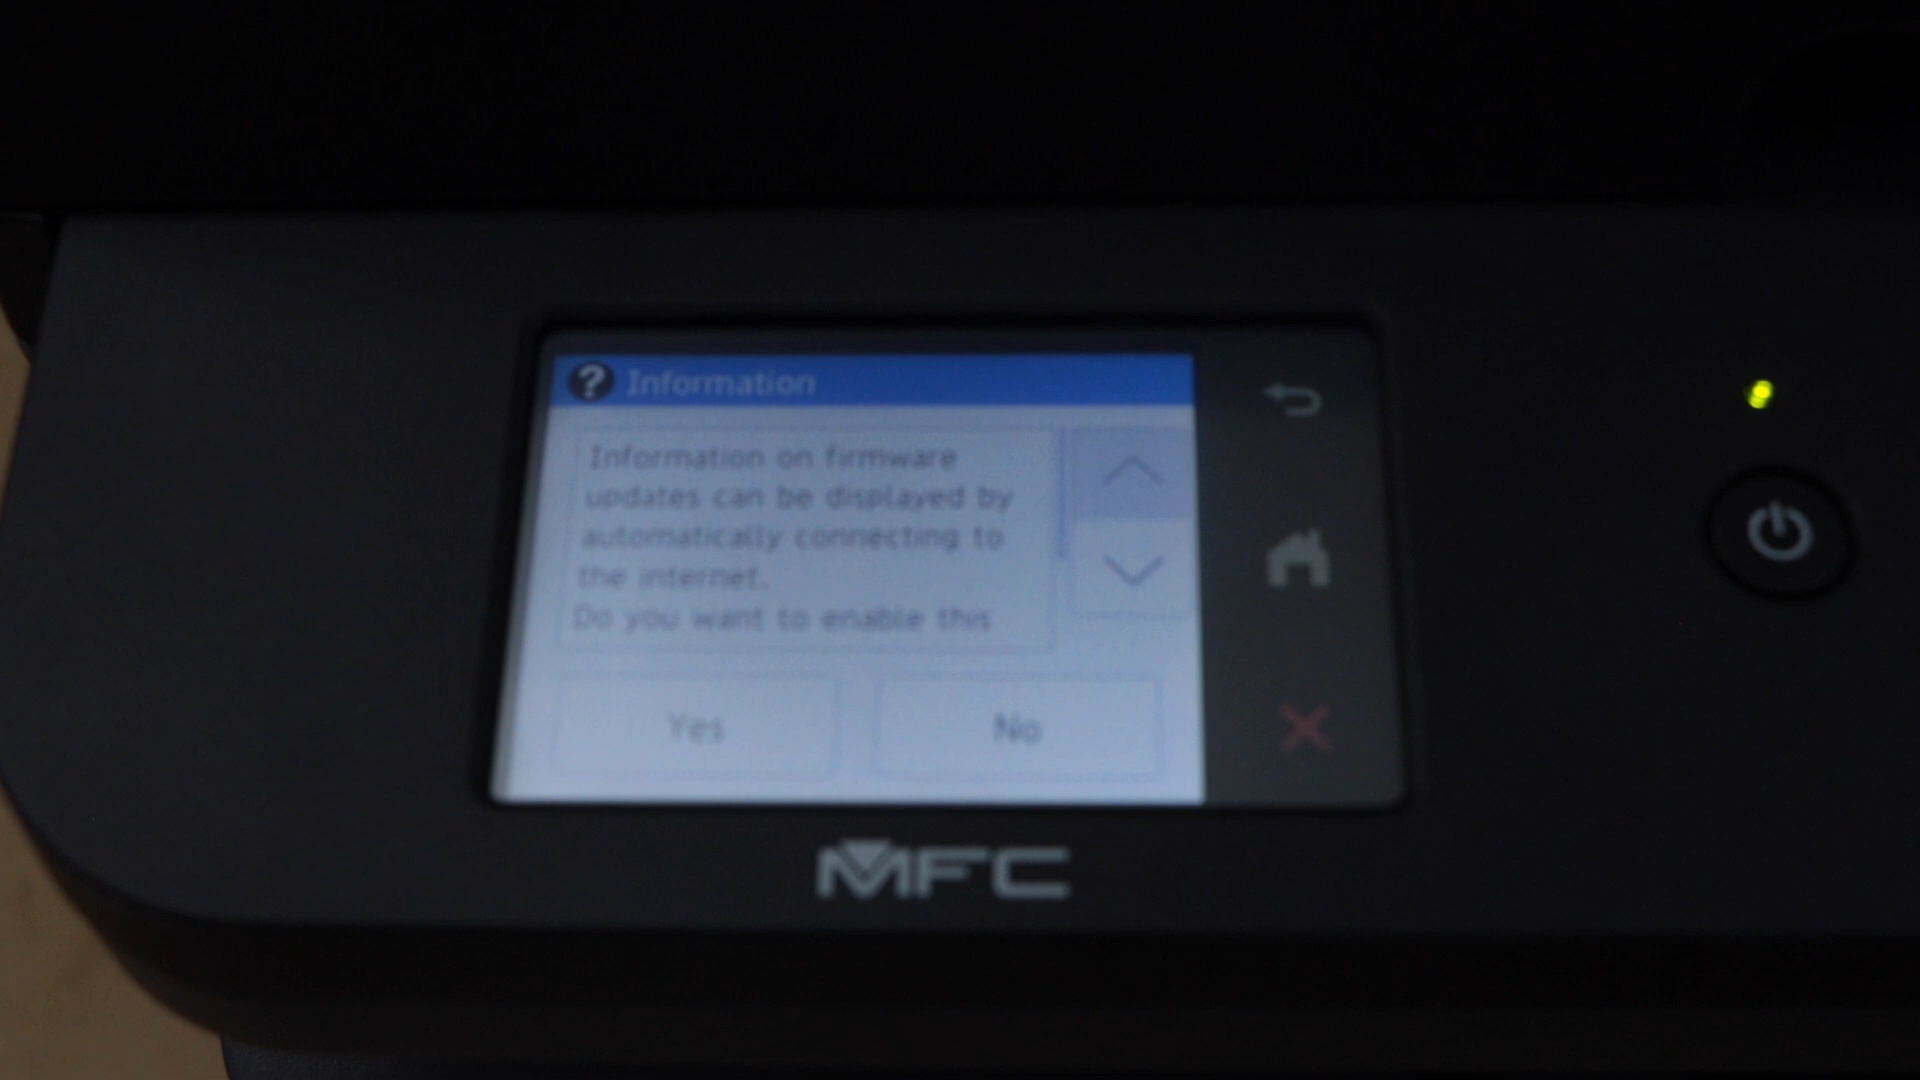 Information
Information on firmware
updates can be displayed by
automatically connecting to
the internet.
Do you want to enable this
Yes
No
MFC